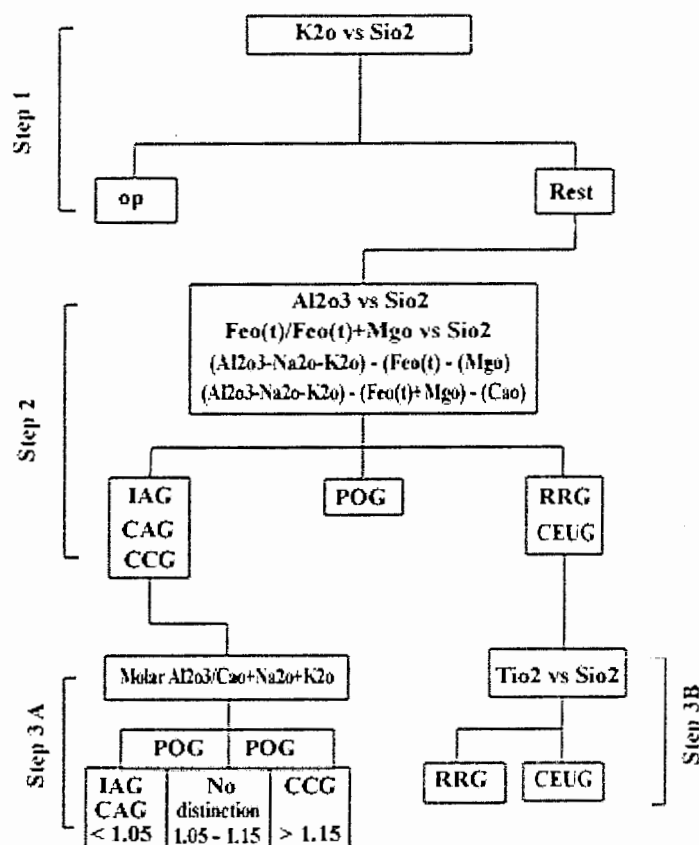 Step 1
K2o vs Sio2
op
Rest
Step 2
Al2o3 vs Sio2
Feo(t)/Feo(t)+Mgo vs Sio2
(Al2o3-Na2o-K2o) - (Feo(t) - (Mgo)
(Al2o3-Na2o-K2o) - (Feo(t)+Mgo) - (Cao)
IAG
CAG
CCG
POG
RRG
CEUG
Step 3 A
Molar Al2o3/Cao+Na2o+K2o
POG
POG
IAG
CAG
< 1.05
No
distinction
1.05 - 1.15
CCG
> 1.15
Tio2 vs Sio2
RRG
CEUG
Step 3B